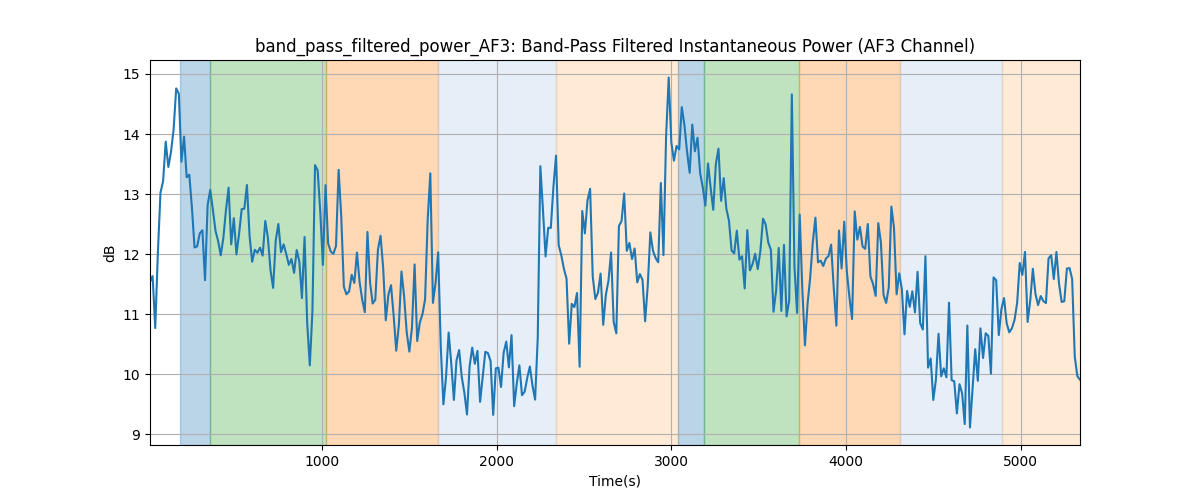 band_pass_filtered_power_AF3: Band-Pass Filtered Instantaneous Power (AF3 Channel)
15
14
13
12
11
10
9
dB
1000 2000 3000 4000 5000
Time(s)